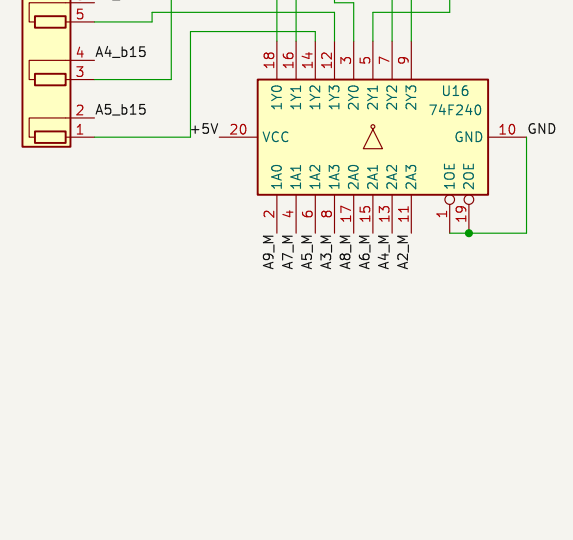 5
4 A4_b15
3
2 A5_b15
1
18 16 14 12 3 5 7 9
1Y0 1Y1 1Y2 1Y3 2Y0 2Y1 2Y2 2Y3
U16
74F240
+5V 20 VCC
GND 10 GND
1A0 1A1 1A2 1A3 2A0 2A1 2A2 2A3 1OE 2OE
2 4 6 8 17 15 13 11 1 19
A9_M A7_M A5_M A3_M A8_M A6_M A4_M A2_M